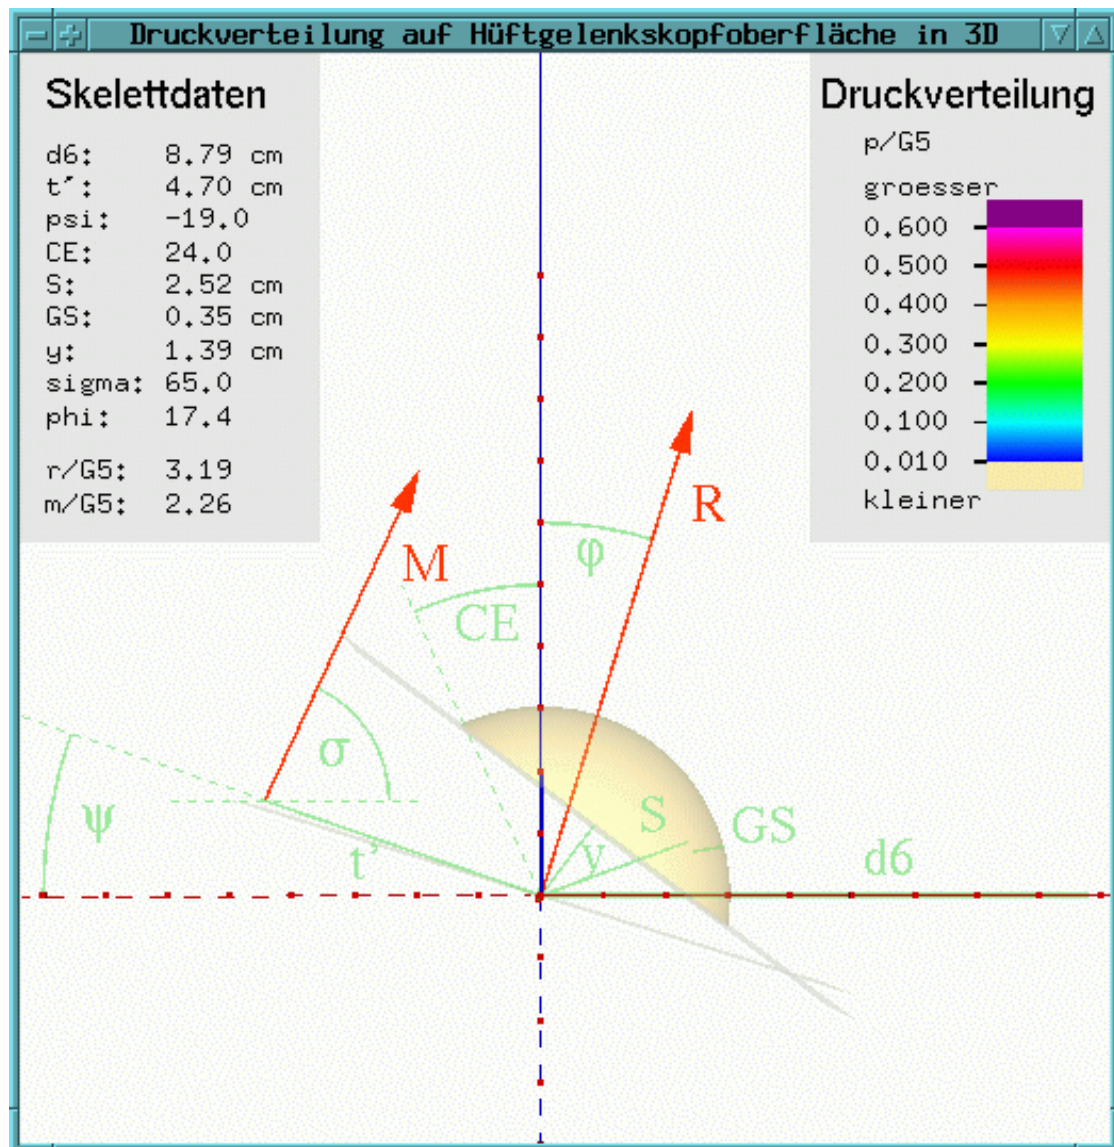 Druckverteilung auf Hüftgelenkskopfoberfläche in 3D
Skelettdaten
d6: 8.79 cm
t′: 4.70 cm
psi: -19.0
CE: 24.0
S: 2.52 cm
GS: 0.35 cm
y: 1.39 cm
sigma: 65.0
phi: 17.4
r/G5: 3.19
m/G5: 2.26
Druckverteilung
p/G5
groesser
0.600
0.500
0.400
0.300
0.200
0.100
0.010
kleiner
M
R
φ
CE
σ
ψ
t'
y
S
GS
d6